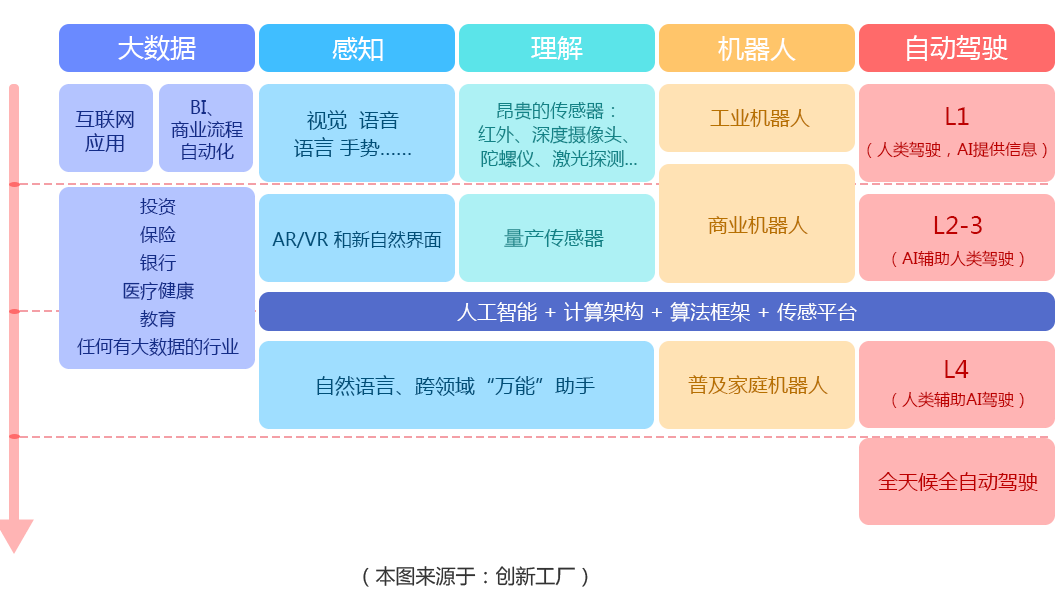 大数据
感知
理解
机器人
自动驾驶
互联网
应用
BI、
商业流程
自动化
视觉 语音
语言 手势......
昂贵的传感器：
红外、深度摄像头、
陀螺仪、激光探测...
工业机器人
L1
（人类驾驶，AI提供信息）
投资
保险
银行
医疗健康
教育
任何有大数据的行业
AR/VR 和新自然界面
量产传感器
商业机器人
L2-3
（AI辅助人类驾驶）
人工智能 + 计算架构 + 算法框架 + 传感平台
自然语言、跨领域“万能”助手
普及家庭机器人
L4
（人类辅助AI驾驶）
全天候全自动驾驶
（本图来源于：创新工厂）